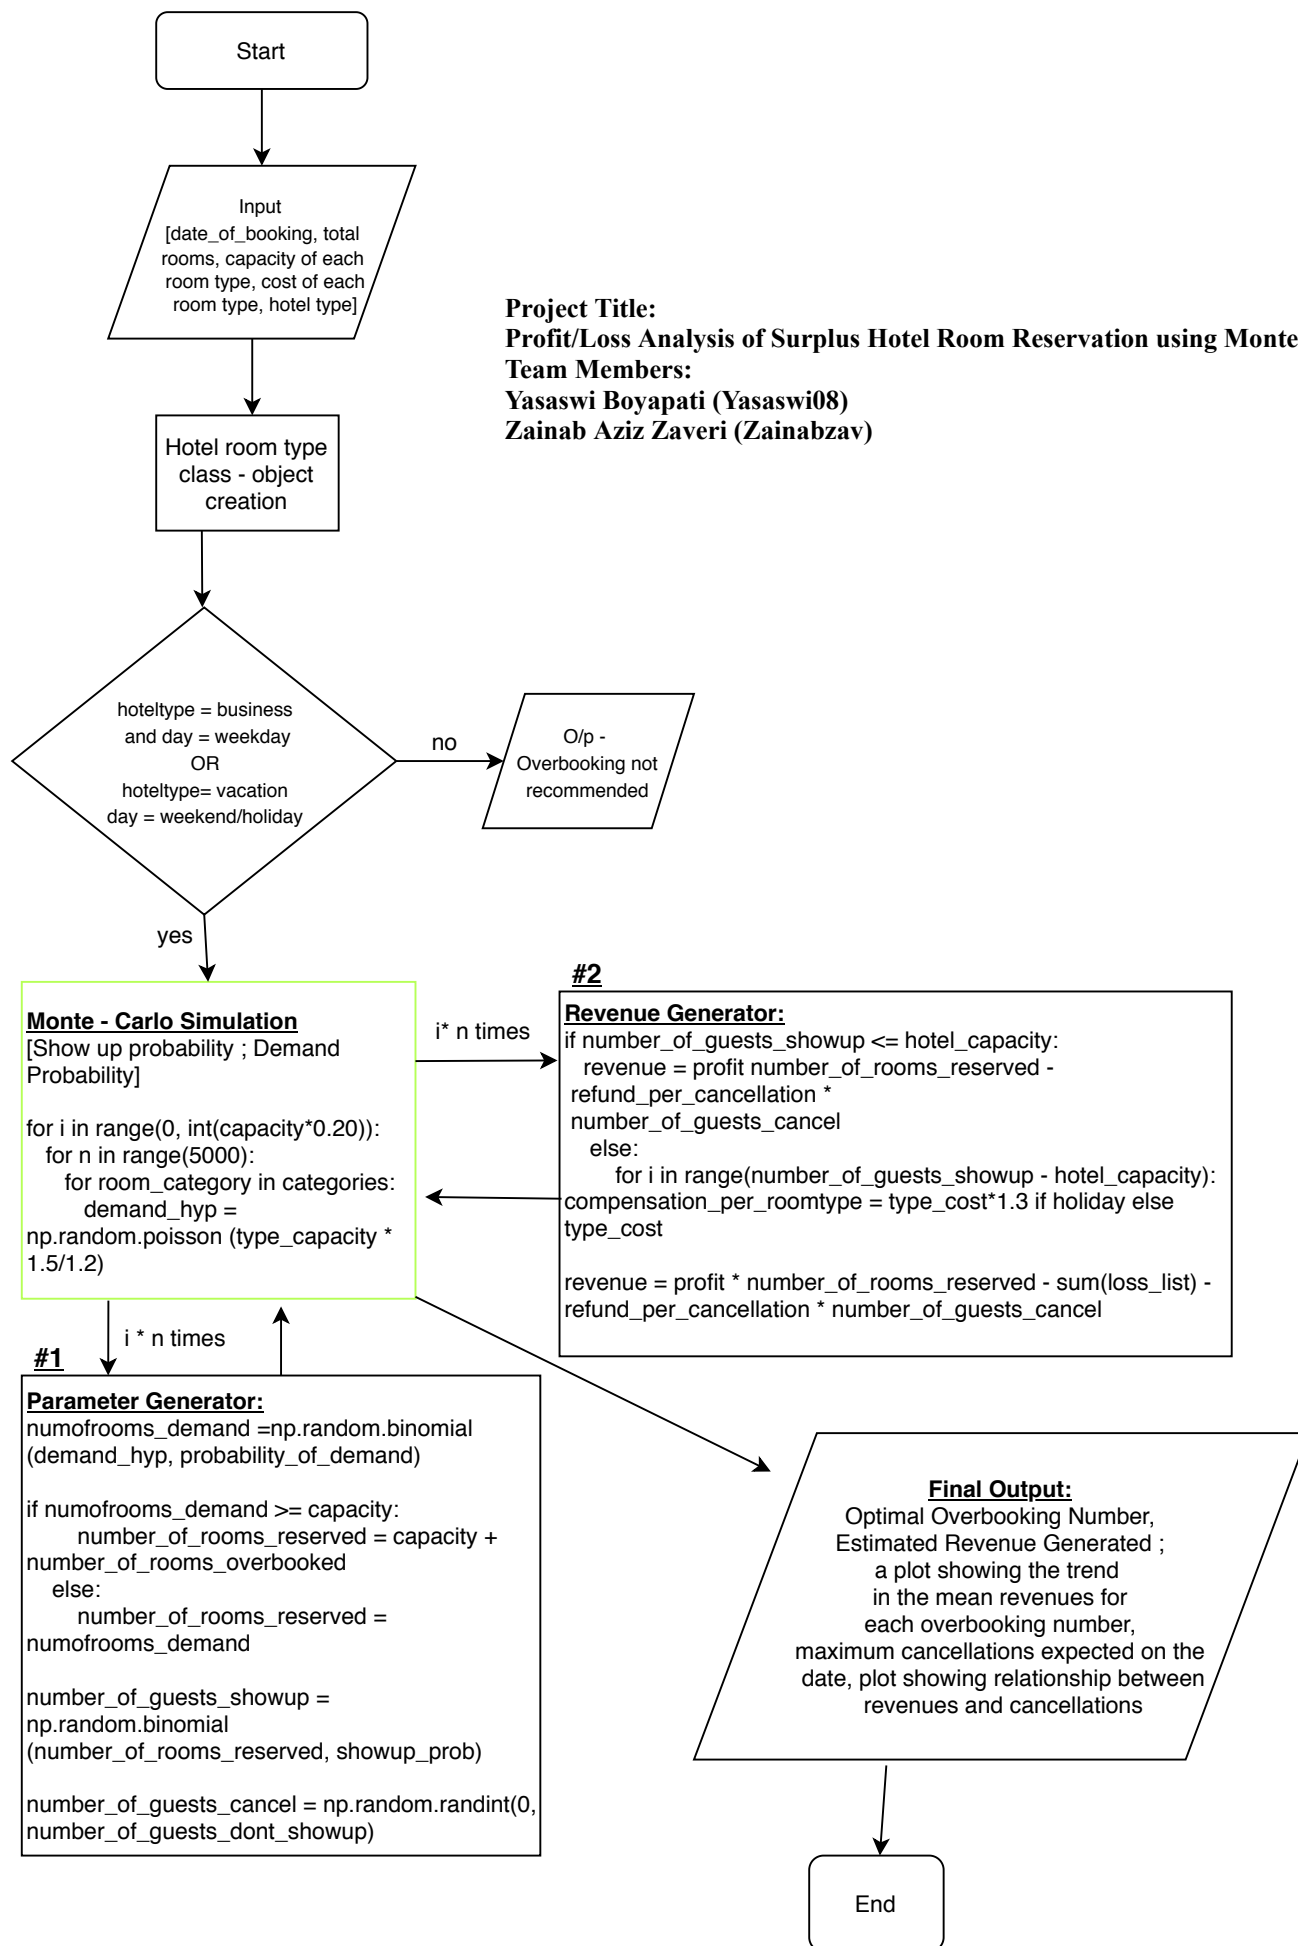 Start
Input
[date_of_booking, total
rooms, capacity of each
room type, cost of each
room type, hotel type]
Project Title:
Profit/Loss Analysis of Surplus Hotel Room Reservation using Monte
Team Members:
Yasaswi Boyapati (Yasaswi08)
Zainab Aziz Zaveri (Zainabzav)
Hotel room type
class - object
creation
hoteltype = business
and day = weekday
OR
hoteltype= vacation
day = weekend/holiday
no
O/p -
Overbooking not
recommended
yes
Monte - Carlo Simulation
[Show up probability ; Demand
Probability]
for i in range(0, int(capacity*0.20)):
for n in range(5000):
for room_category in categories:
demand_hyp =
np.random.poisson (type_capacity *
1.5/1.2)
i* n times
#2
Revenue Generator:
if number_of_guests_showup <= hotel_capacity:
revenue = profit number_of_rooms_reserved -
refund_per_cancellation *
number_of_guests_cancel
else:
for i in range(number_of_guests_showup - hotel_capacity):
compensation_per_roomtype = type_cost*1.3 if holiday else
type_cost
revenue = profit * number_of_rooms_reserved - sum(loss_list) -
refund_per_cancellation * number_of_guests_cancel
i * n times
#1
Parameter Generator:
numofrooms_demand =np.random.binomial
(demand_hyp, probability_of_demand)
if numofrooms_demand >= capacity:
number_of_rooms_reserved = capacity +
number_of_rooms_overbooked
else:
number_of_rooms_reserved =
numofrooms_demand
number_of_guests_showup =
np.random.binomial
(number_of_rooms_reserved, showup_prob)
number_of_guests_cancel = np.random.randint(0,
number_of_guests_dont_showup)
Final Output:
Optimal Overbooking Number,
Estimated Revenue Generated ;
a plot showing the trend
in the mean revenues for
each overbooking number,
maximum cancellations expected on the
date, plot showing relationship between
revenues and cancellations
End